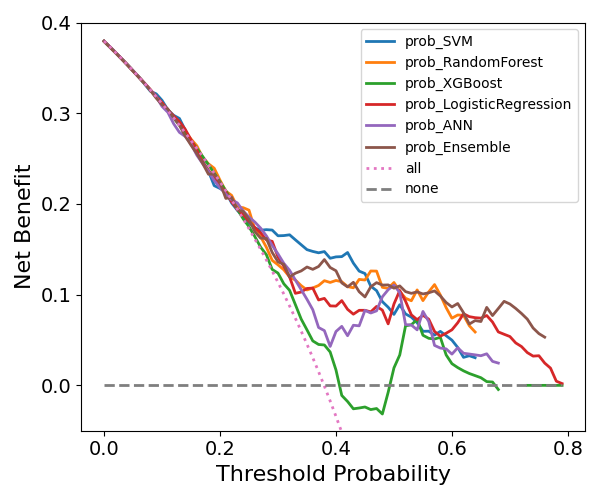 0.4
0.3
0.2
0.1
0.0
Net Benefit
prob_SVM
prob_RandomForest
prob_XGBoost
prob_LogisticRegression
prob_ANN
prob_Ensemble
all
none
0.0 0.2 0.4 0.6 0.8
Threshold Probability